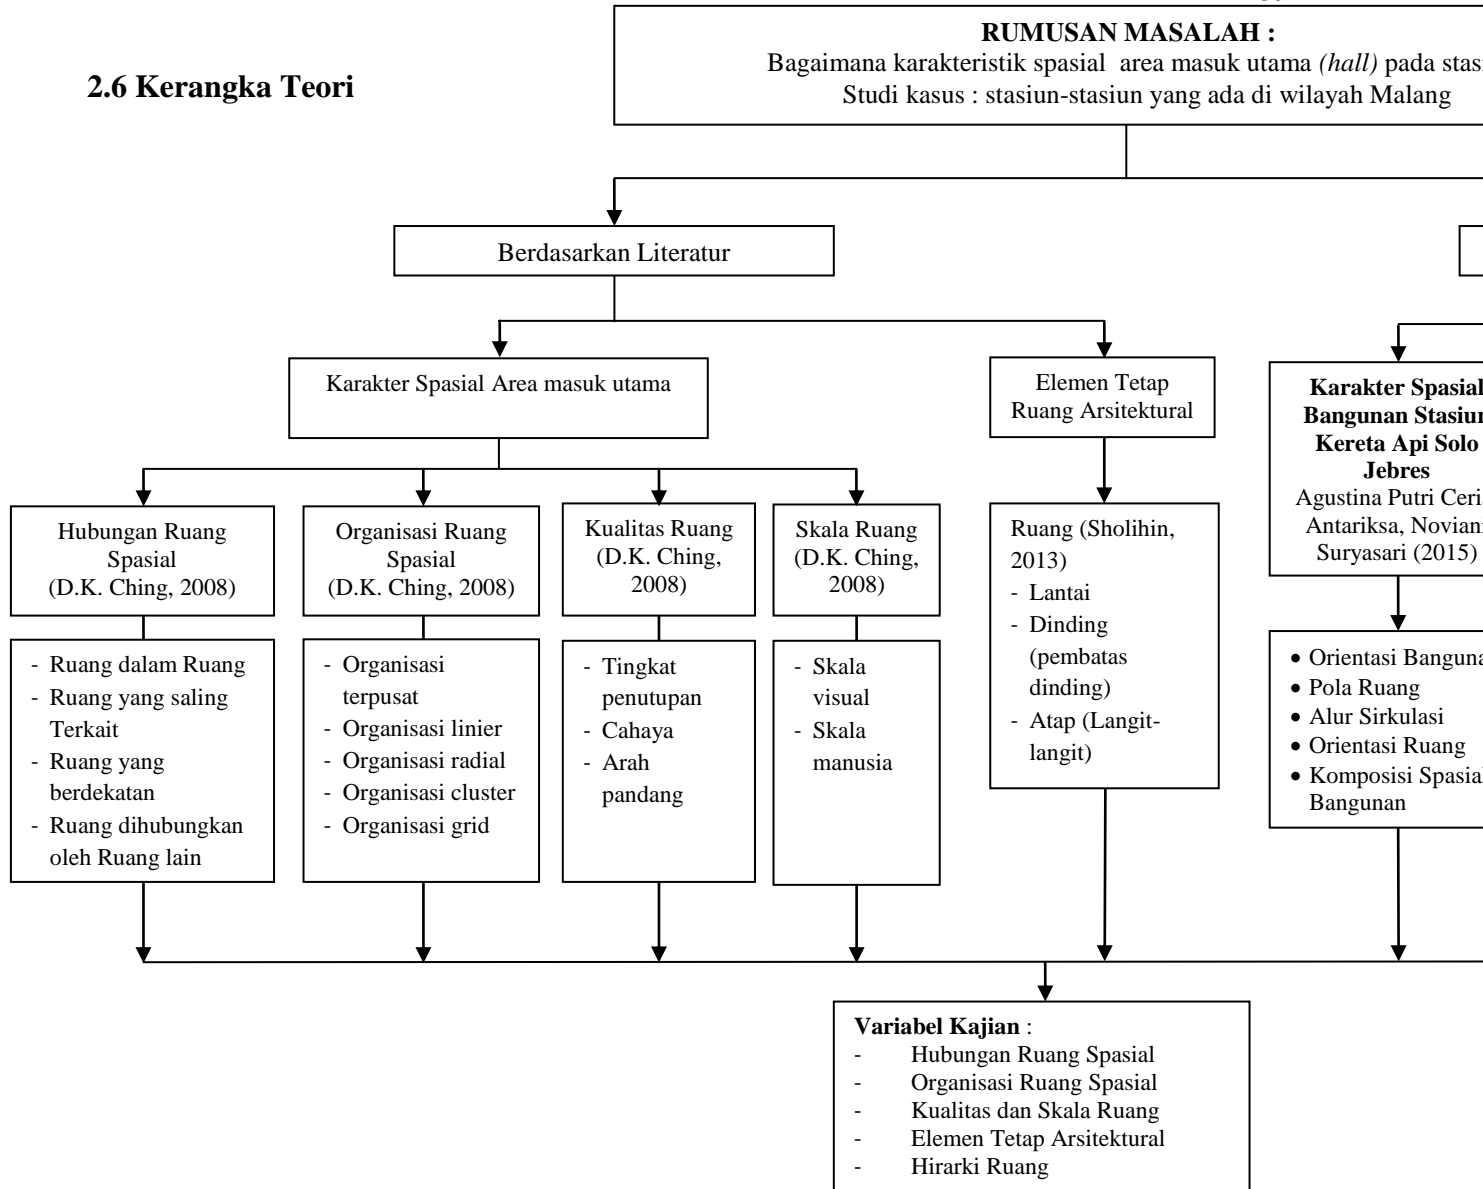 RUMUSAN MASALAH :
Bagaimana karakteristik spasial area masuk utama (hall) pada
Studi kasus : stasiun-stasiun yang ada di wilayah Malang
2.6 Kerangka Teori
Berdasarkan Literatur
Karakter Spasial Area masuk utama
Elemen Tetap
Ruang Arsitektural
Karakter Spasial
Bangunan Stasiun
Kereta Api Solo
Jebres
Agustina Putri
Antariksa,
Suryasari (2015)
Hubungan Ruang
Spasial
(D.K. Ching, 2008)
Organisasi Ruang
Spasial
(D.K. Ching, 2008)
Kualitas Ruang
(D.K. Ching,
2008)
Skala Ruang
(D.K. Ching,
2008)
Ruang (Sholihin,
2013)
- Lantai
- Dinding
(pembatas
dinding)
- Atap (Langit-
langit)
- Ruang dalam Ruang
- Ruang yang saling
Terkait
- Ruang yang
berdekatan
- Ruang dihubungkan
oleh Ruang lain
- Organisasi
terpusat
- Organisasi linier
- Organisasi radial
- Organisasi cluster
- Organisasi grid
- Tingkat
penutupan
- Cahaya
- Arah
pandang
- Skala
visual
- Skala
manusia
• Orientasi
• Pola Ruang
• Alur Sirkulasi
• Orientasi Ruang
• Komposisi Spasial
Bangunan
Variabel Kajian :
- Hubungan Ruang Spasial
- Organisasi Ruang Spasial
- Kualitas dan Skala Ruang
- Elemen Tetap Arsitektural
- Hirarki Ruang